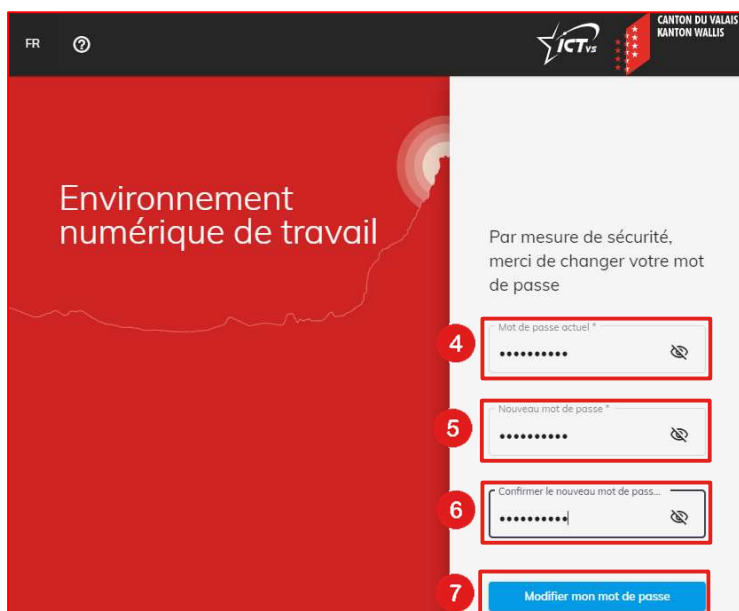 FR
ICTvs
CANTON DU VALAIS
KANTON WALLIS
Environnement
numérique de travail
Par mesure de sécurité,
merci de changer votre mot
de passe
4
Mot de passe actuel *
5
Nouveau mot de passe *
6
Confirmer le nouveau mot de pass...
7
Modifier mon mot de passe